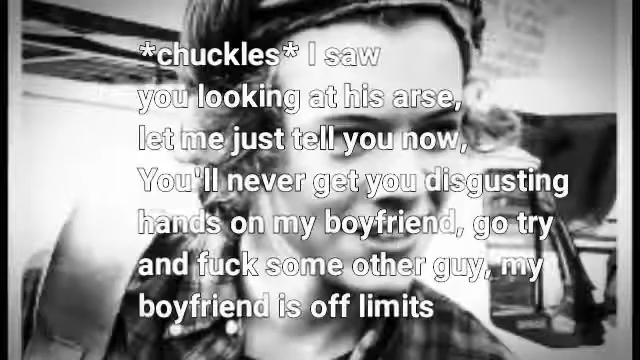 *chuckles* I saw
you looking at his arse,
let me just tell you now,
You'll never get you disgusting
hands on my boyfriend, go try
and fuck some other guy, my
boyfriend is off limits